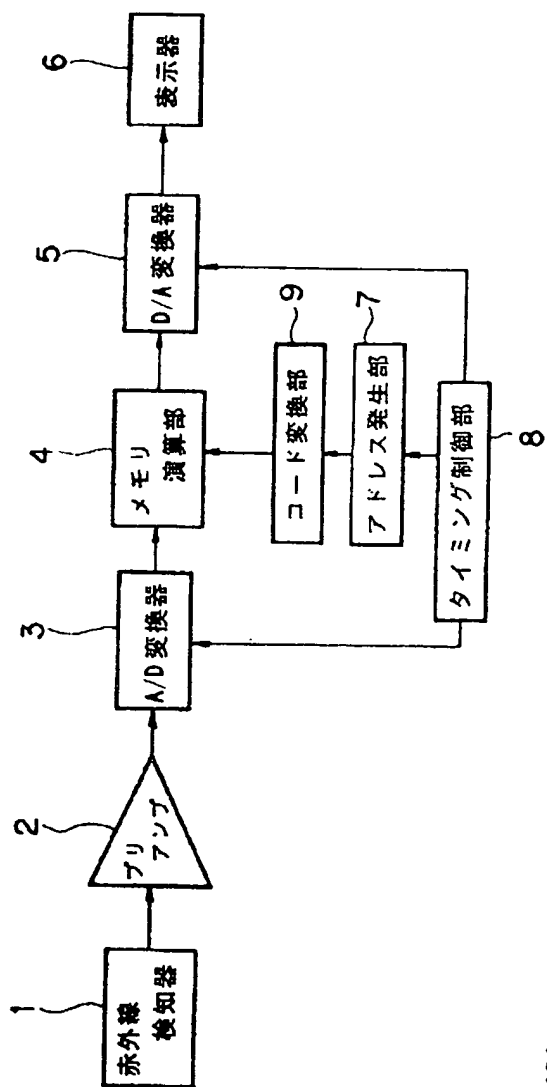 1
赤外線
検知器
2
プリ
アンプ
3
A/D変換器
4
メモリ
演算部
5
D/A変換器
6
表示器
9
コード変換部
7
アドレス発生部
タイミング制御部
8